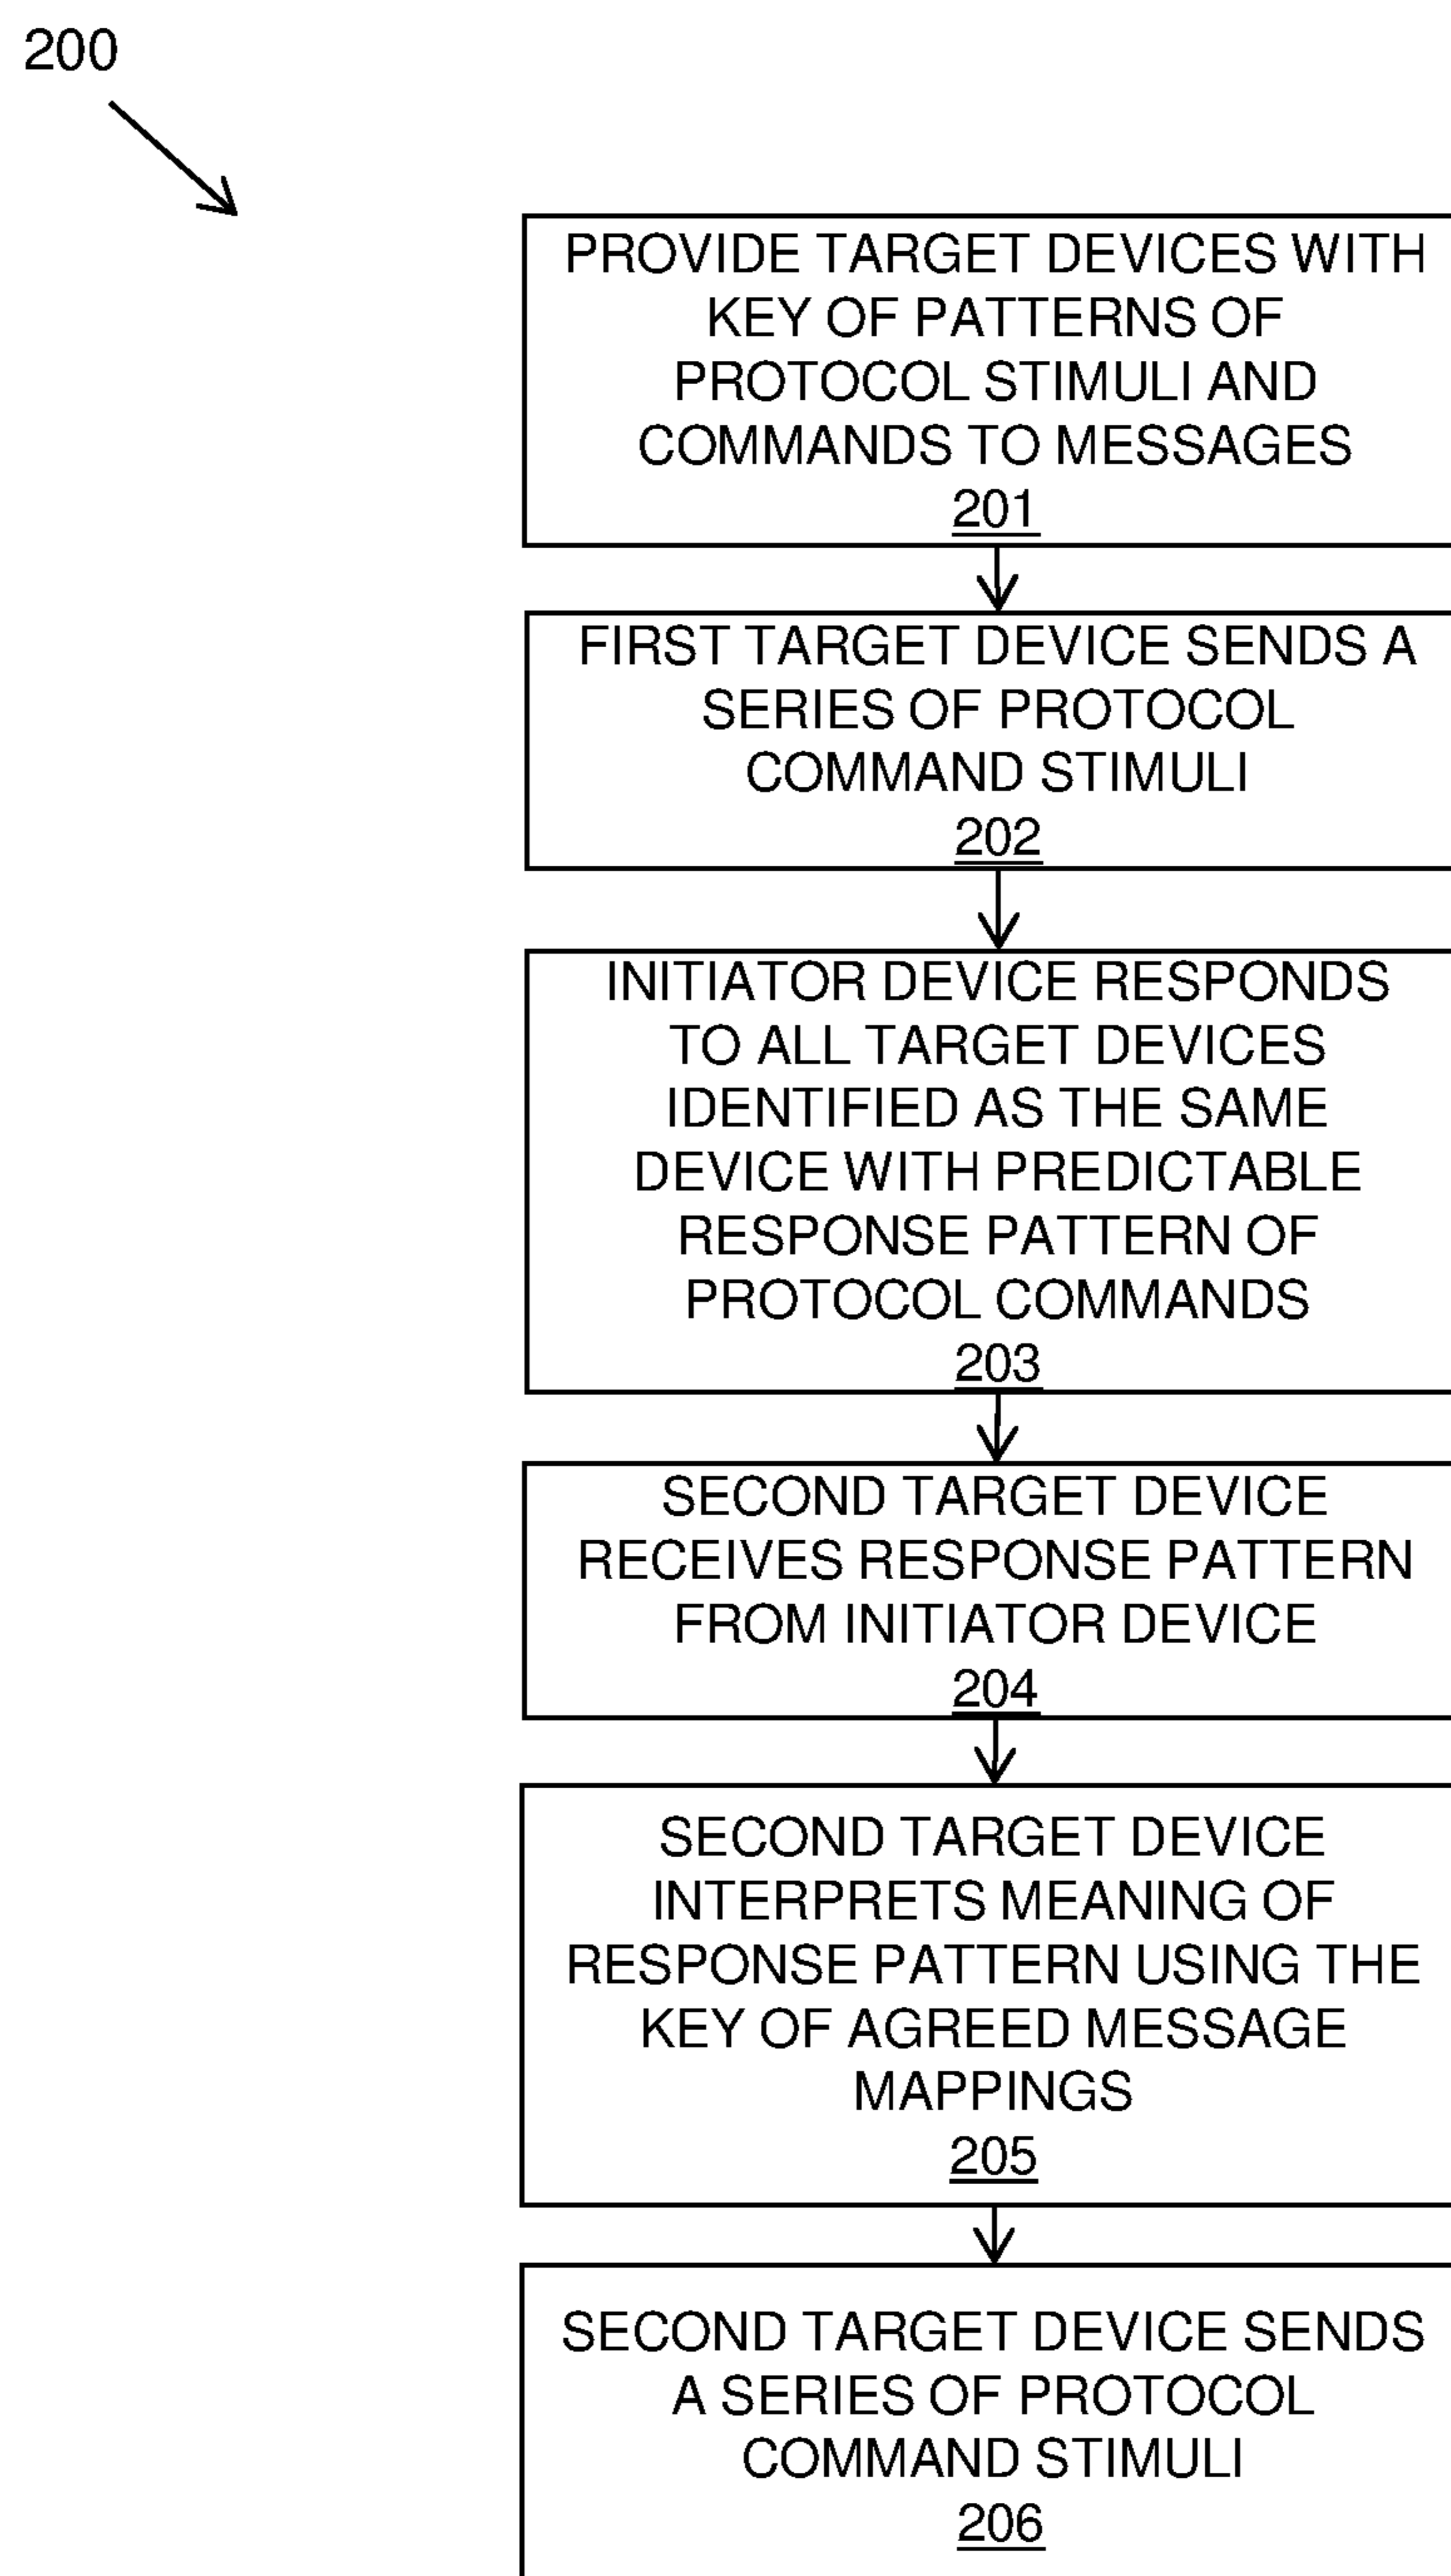 200
PROVIDE TARGET DEVICES WITH
KEY OF PATTERNS OF
PROTOCOL STIMULI AND
COMMANDS TO MESSAGES
201
FIRST TARGET DEVICE SENDS A
SERIES OF PROTOCOL
COMMAND STIMULI
202
INITIATOR DEVICE RESPONDS
TO ALL TARGET DEVICES
IDENTIFIED AS THE SAME
DEVICE WITH PREDICTABLE
RESPONSE PATTERN OF
PROTOCOL COMMANDS
203
SECOND TARGET DEVICE
RECEIVES RESPONSE PATTERN
FROM INITIATOR DEVICE
204
SECOND TARGET DEVICE
INTERPRETS MEANING OF
RESPONSE PATTERN USING THE
KEY OF AGREED MESSAGE
MAPPINGS
205
SECOND TARGET DEVICE SENDS
A SERIES OF PROTOCOL
COMMAND STIMULI
206